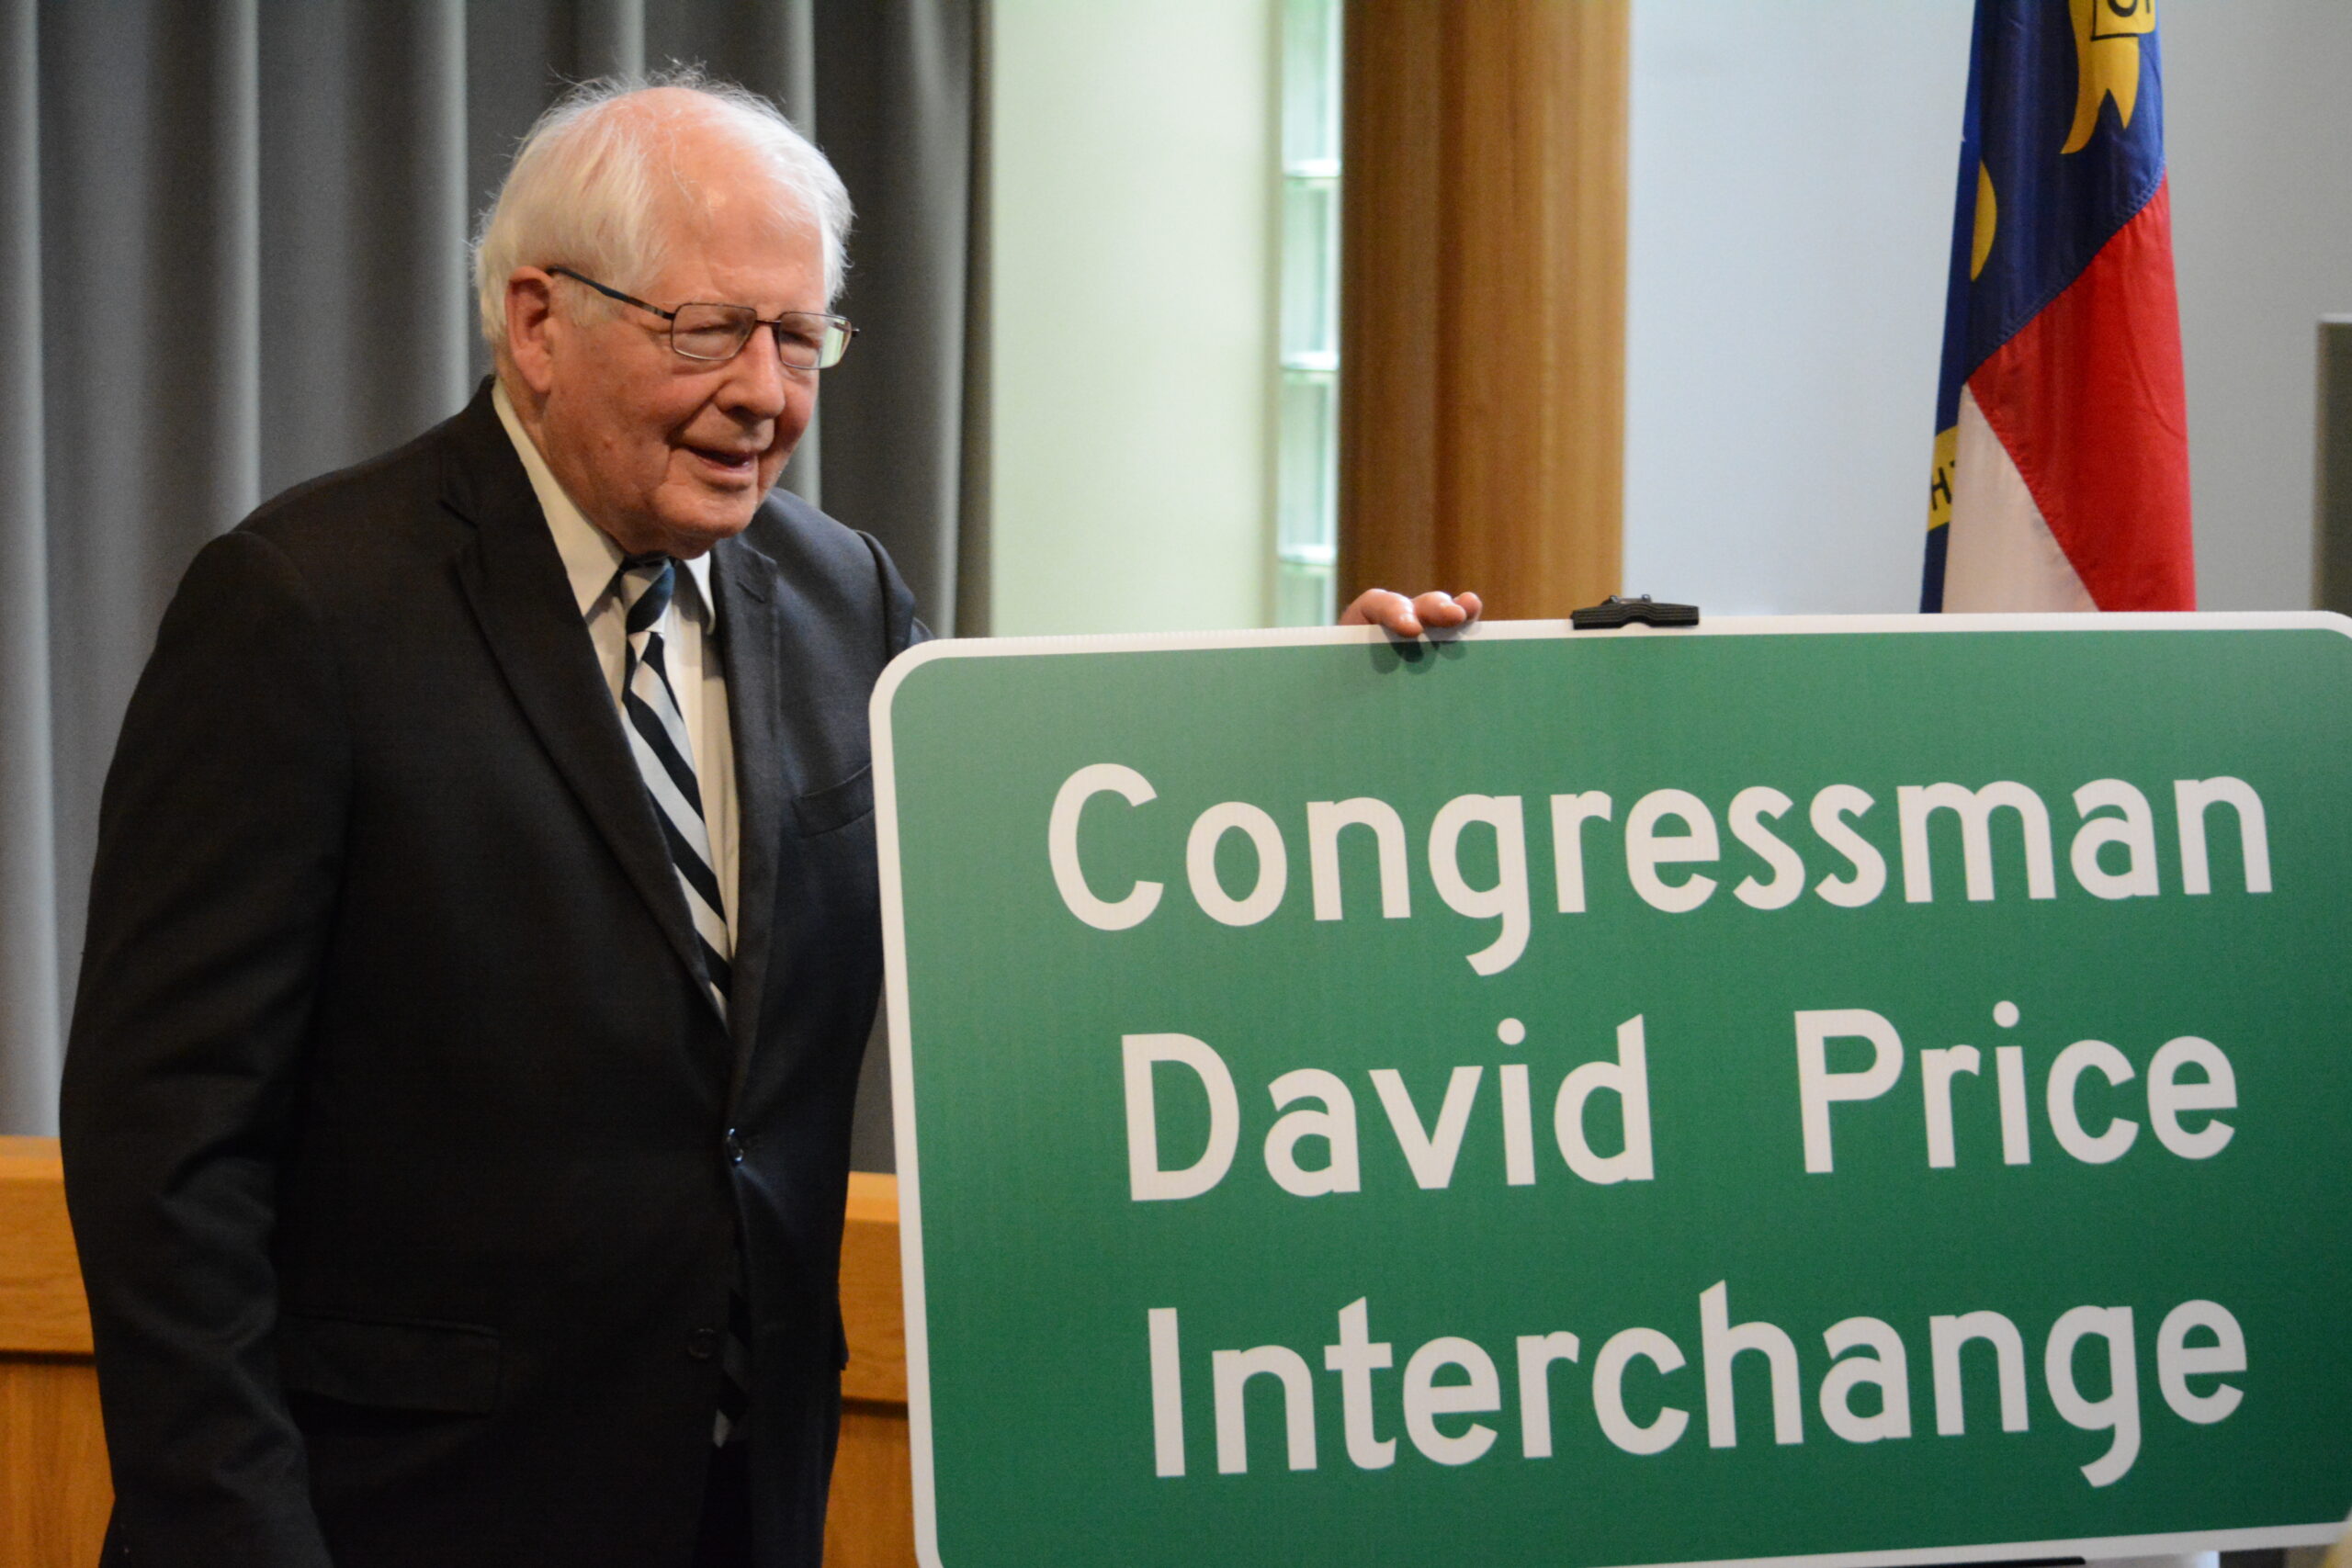 Congressman
David Price
Interchange